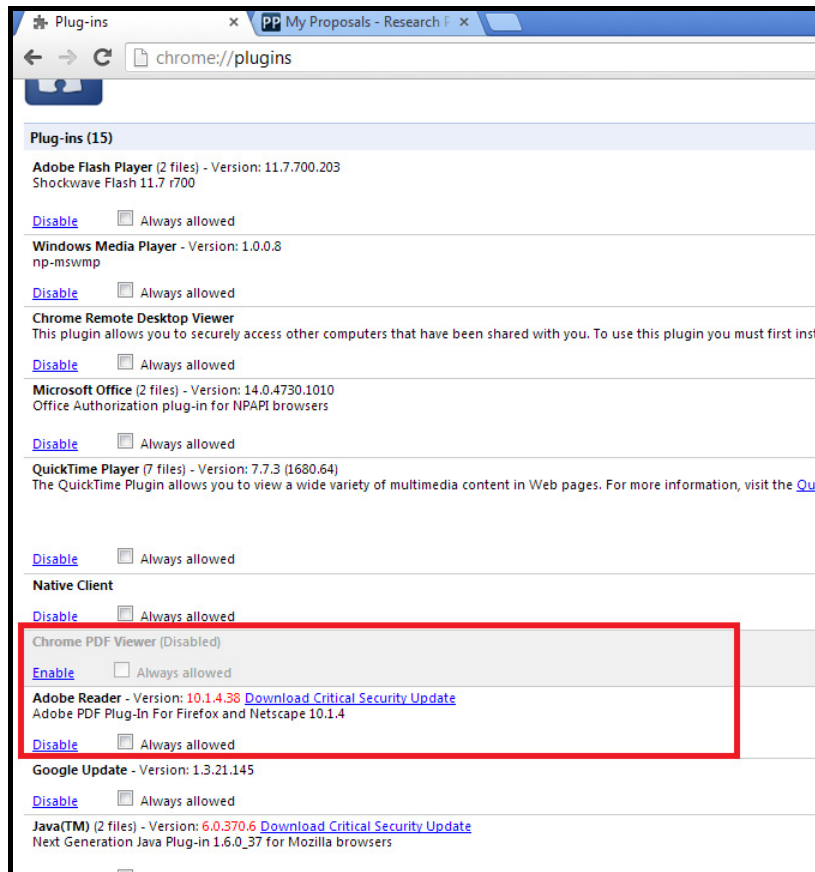 Plug-ins
PP My Proposals - Research
chrome://plugins
Plug-ins (15)
Adobe Flash Player (2 files) - Version: 11.7.700.203
Shockwave Flash 11.7 r700
Disable Always allowed
Windows Media Player - Version: 1.0.0.8
np-mswmp
Disable Always allowed
Chrome Remote Desktop Viewer
This plugin allows you to securely access other computers that have been shared with you. To use this plugin you must first inst
Disable Always allowed
Microsoft Office (2 files) - Version: 14.0.4730.1010
Office Authorization plug-in for NPAPI browsers
Disable Always allowed
QuickTime Player (7 files) - Version: 7.7.3 (1680.64)
The QuickTime Plugin allows you to view a wide variety of multimedia content in Web pages. For more information, visit the Qu
Disable Always allowed
Native Client
Disable Always allowed
Chrome PDF Viewer (Disabled)
Enable Always allowed
Adobe Reader - Version: 10.1.4.38 Download Critical Security Update
Adobe PDF Plug-In For Firefox and Netscape 10.1.4
Disable Always allowed
Google Update - Version: 1.3.21.145
Disable Always allowed
Java(TM) (2 files) - Version: 6.0.370.6 Download Critical Security Update
Next Generation Java Plug-in 1.6.0_37 for Mozilla browsers